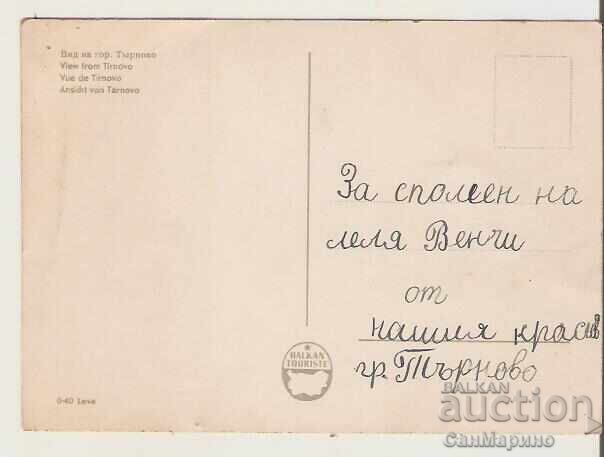 Вид на гор. Търново
View from Tirnovo
Vue de Tirnovo
Ansicht von Tarnovo
За сполеен на
леля Венчи
от
нашия красив
гр. Търново
BALKAN
TOURISTE
0·40 Leva
BALKAN
auction
СанМарино